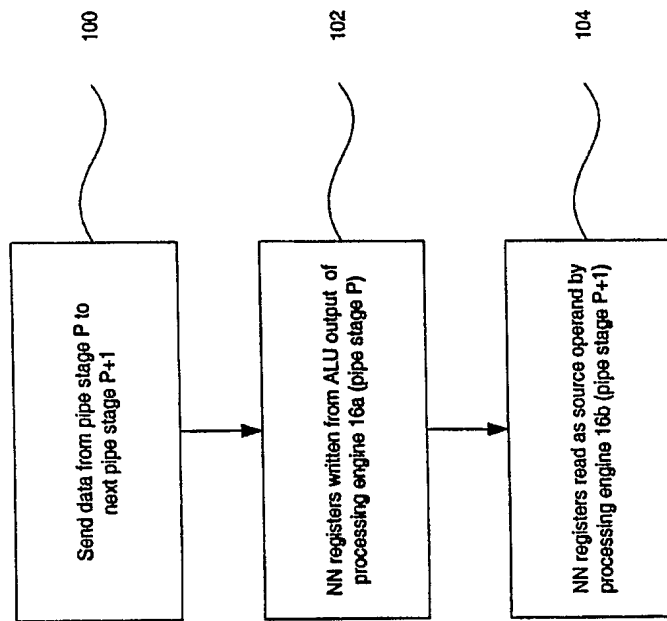 Send data from pipe stage P to
next pipe stage P+1
100
NN registers written from ALU output of
processing engine 16a (pipe stage P)
102
NN registers read as source operand by
processing engine 16b (pipe stage P+1)
104